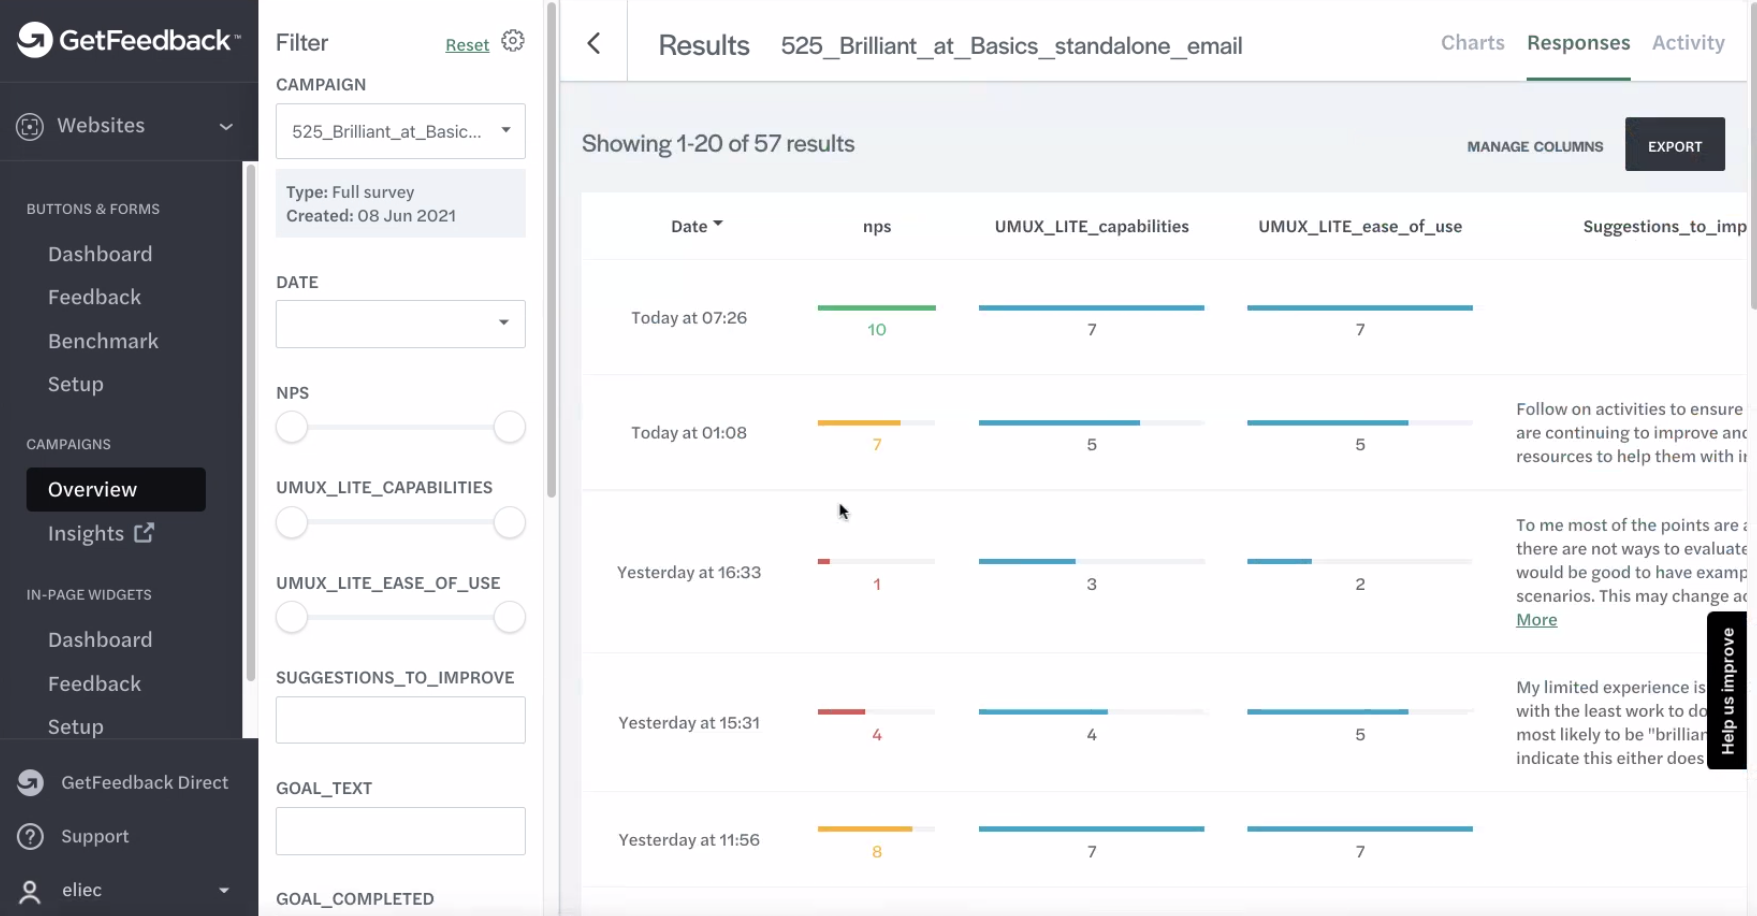 GetFeedback™
Websites
BUTTONS & FORMS
Dashboard
Feedback
Benchmark
Setup
CAMPAIGNS
Overview
Insights
IN-PAGE WIDGETS
Dashboard
Feedback
Setup
GetFeedback Direct
Support
eliec
Filter
Reset
CAMPAIGN
525_Brilliant_at_Basic...
Type: Full survey
Created: 08 Jun 2021
DATE
NPS
UMUX_LITE_CAPABILITIES
UMUX_LITE_EASE_OF_USE
SUGGESTIONS_TO_IMPROVE
GOAL_TEXT
GOAL_COMPLETED
Results 525_Brilliant_at_Basics_standalone_email
Charts Responses Activity
Showing 1-20 of 57 results
MANAGE COLUMNS
EXPORT
Date nps UMUX_LITE_capabilities UMUX_LITE_ease_of_use Suggestions_to_imp
Today at 07:26 10 7 7
Today at 01:08 7 5 5
Follow on activities to ensure
are continuing to improve and
resources to help them with
Yesterday at 16:33 1 3 2
To me most of the points are
there are not ways to evaluate
would be good to have examp
scenarios. This may change
More
Yesterday at 15:31 4 4 5
My limited experience is
with the least work to do
most likely to be "brillian
indicate this either does
Yesterday at 11:56 8 7 7
Help us improve